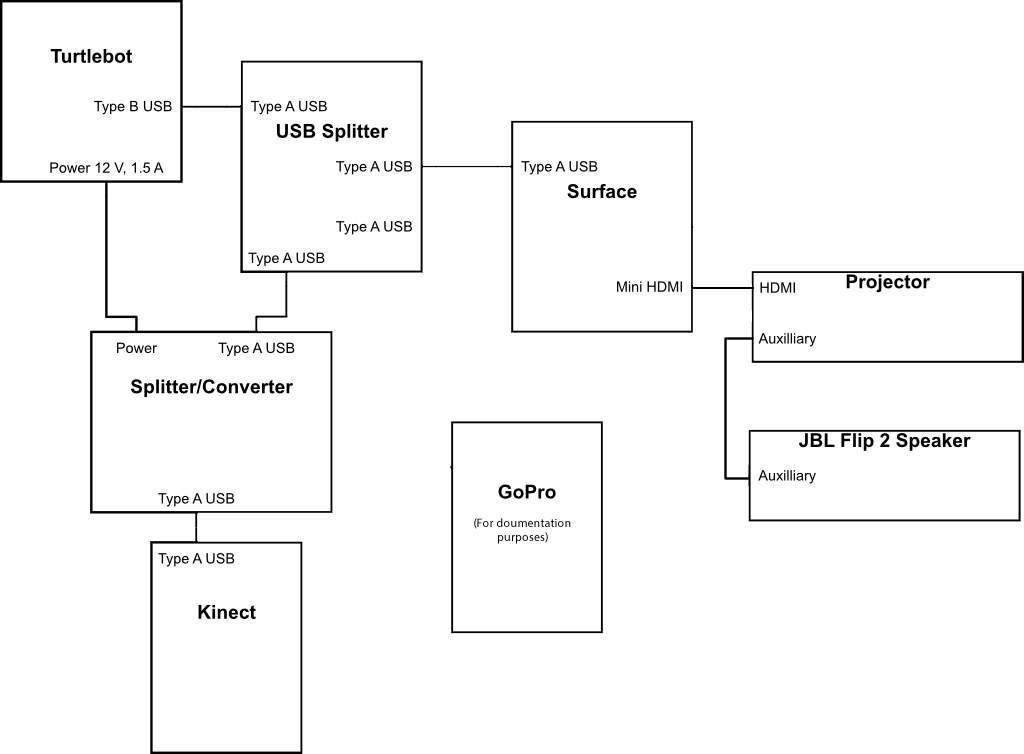 Turtlebot
Type B USB
Power 12 V, 1.5 A
Type A USB
USB Splitter
Type A USB
Type A USB
Type A USB
Type A USB
Surface
Mini HDMI
Projector
HDMI
Auxilliary
Power
Type A USB
Splitter/Converter
Type A USB
JBL Flip 2 Speaker
Auxilliary
GoPro
(For doumentation
purposes)
Type A USB
Kinect